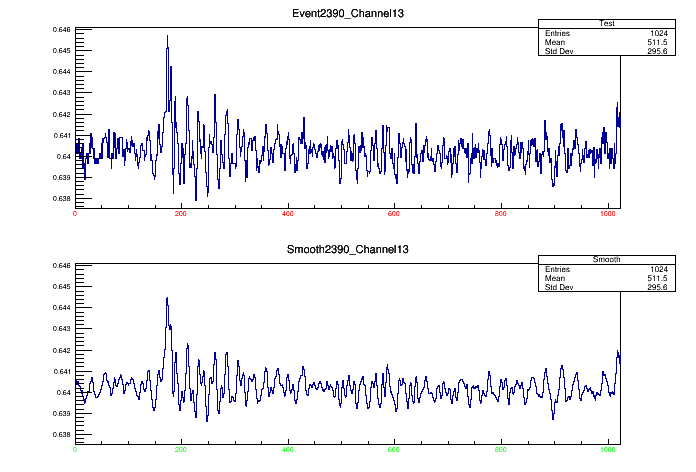 Event2390_Channel13
Test
Entries 1024
Mean 511.5
Std Dev 295.6
0.646
0.645
0.644
0.643
0.642
0.641
0.64
0.639
0.638
0 200 400 600 800 1000
Smooth2390_Channel13
Smooth
Entries 1024
Mean 511.5
Std Dev 295.6
0.646
0.645
0.644
0.643
0.642
0.641
0.64
0.639
0.638
0 200 400 600 800 1000